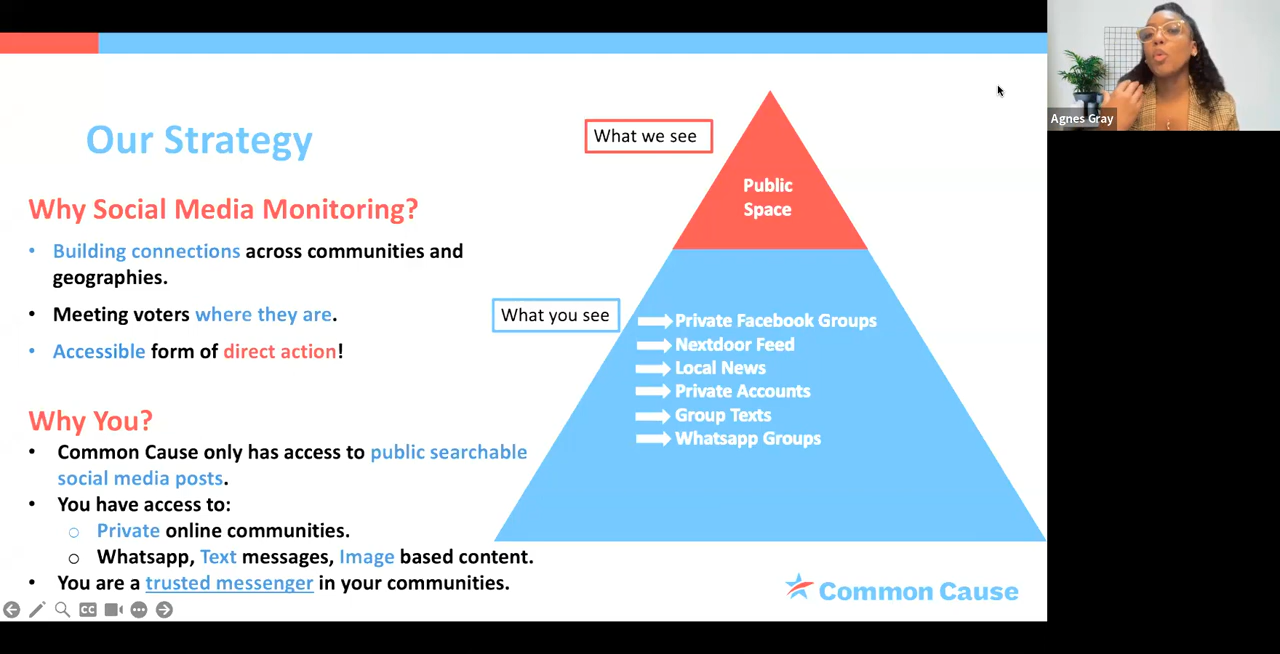 Our Strategy
Why Social Media Monitoring?
• Building connections across communities and
geographies.
• Meeting voters where they are.
• Accessible form of direct action!
Why You?
• Common Cause only has access to public searchable
social media posts.
• You have access to:
○ Private online communities.
○ Whatsapp, Text messages, Image based content.
• You are a trusted messenger in your communities.
What we see
Public
Space
What you see
Private Facebook Groups
Nextdoor Feed
Local News
Private Accounts
Group Texts
Whatsapp Groups
Common Cause
CC
Agnes Gray